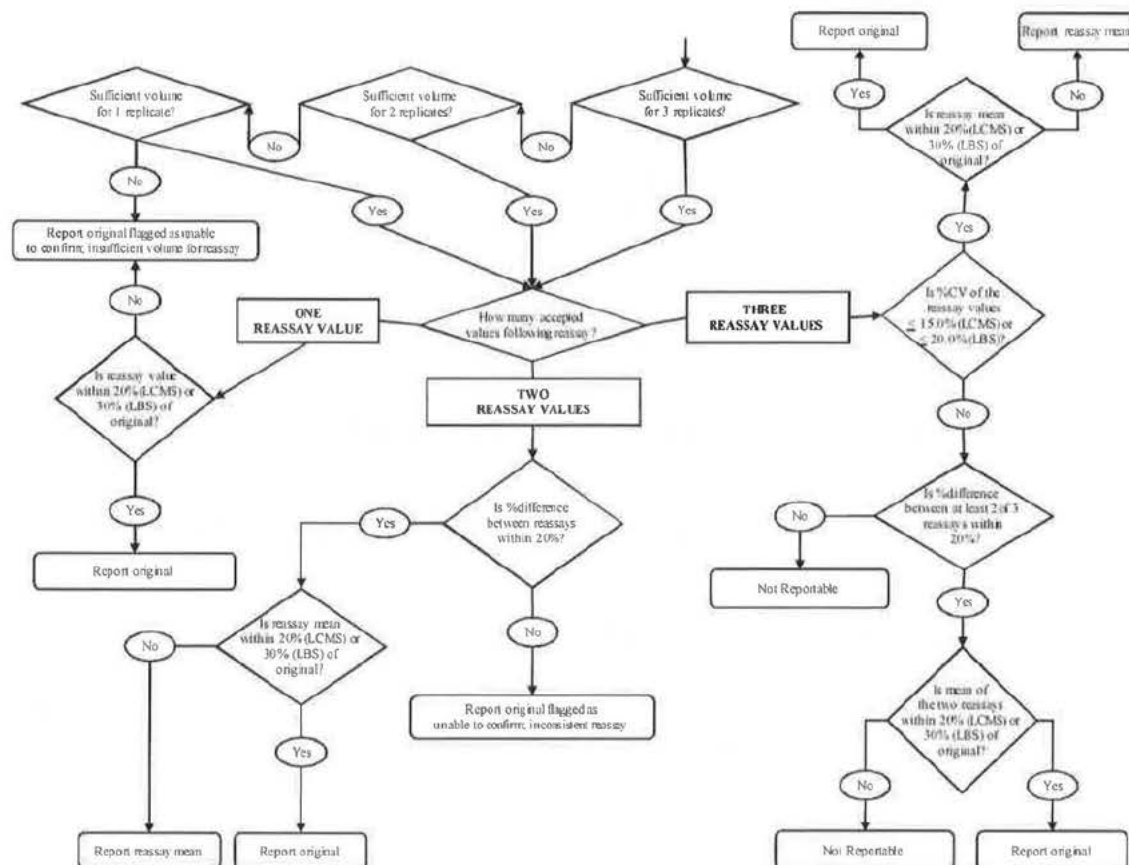 Report original
Report reassay mean
Sufficient volume
for 1 replicate?
Sufficient volume
for 2 replicates?
Sufficient volume
for 3 replicates?
No
No
Yes
No
Is reassay mean
within 20%(LCMS) or
30% (LBS) of
original?
No
Yes
Yes
Yes
Yes
Report original flagged as unable
to confirm; insufficient volume for reassay
No
ONE
REASSAY VALUE
How many accepted
values following reassay?
THREE
REASSAY VALUES
Is %CV of the
reassay values
≤ 15.0%(LCMS) or
≤ 20.0%(LBS)?
Is reassay value
within 20%(LCMS) or
30% (LBS) of
original?
TWO
REASSAY VALUES
No
Yes
Report original
Yes
Is %difference
between reassays
within 20%?
No
Is %difference
between at least 2 of 3
reassays within
20%?
Not Reportable
Yes
No
Is reassay mean
within 20%(LCMS) or
30% (LBS) of
original?
No
Report original flagged as
unable to confirm; inconsistent reassay
Is mean of
the two reassays
within 20%(LCMS) or
30% (LBS) of
original?
Yes
No
Yes
Report reassay mean
Report original
Not Reportable
Report original